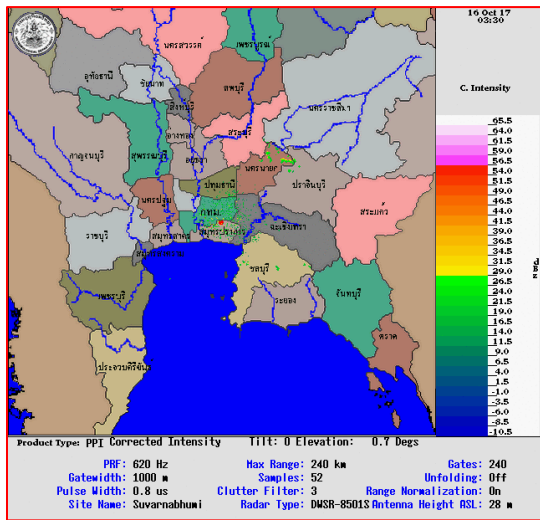 16 Oct 17
03:30
C. Intensity
นครสวรรค์
เพชรบูรณ์
อุทัยธานี
ชัยนาท
ลพบุรี
สิงห์บุรี
นครราชสีมา
อ่างทอง
สระบุรี
สุพรรณบุรี
กาญจนบุรี
อยุธยา
นครนายก
ปราจีนบุรี
ปทุมธานี
นครปฐม
กทม.
สระแก้ว
ราชบุรี
สมุทรสาคร
สมุทรปราการ
ฉะเชิงเทรา
ชลบุรี
เพชรบุรี
ระยอง
จันทบุรี
ตราด
ประจวบคีรีขันธ์
65.5
64.0
61.5
59.0
56.5
54.0
51.5
49.0
46.5
44.0
41.5
39.0
36.5
34.0
31.5
29.0
26.5
24.0
21.5
19.0
16.5
14.0
11.5
9.0
6.5
4.0
1.5
-1.0
-3.5
-6.0
-8.5
-10.5
Product Type: PPI Corrected Intensity Tilt: 0 Elevation: 0.7 Degs
PRF: 620 Hz Max Range: 240 km Gates: 240
Gatewidth: 1000 m Samples: 52 Unfolding: Off
Pulse Width: 0.8 us Clutter Filter: 3 Range Normalization: On
Site Name: Suvarnabhumi Radar Type: DWSR-8501S Antenna Height ASL: 28 m